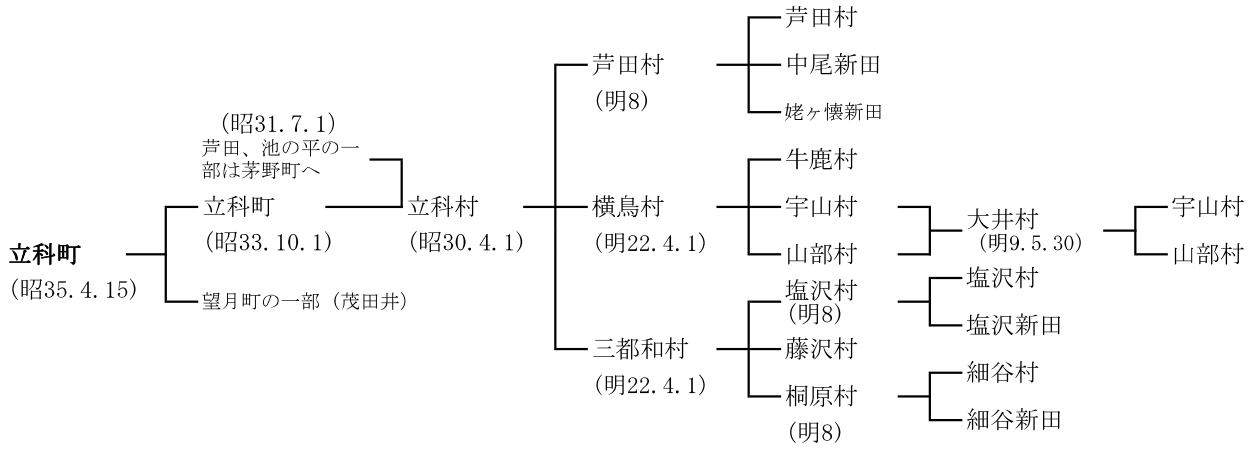 芦田村
芦田村
中尾新田
(明8)
姥ヶ懐新田
(昭31.7.1)
芦田、池の平の一
部は茅野町へ
牛鹿村
立科町
立科村
横鳥村
宇山村
大井村
宇山村
(昭33.10.1)
(昭30.4.1)
(明22.4.1)
(明9.5.30)
立科町
山部村
山部村
(昭35.4.15)
望月町の一部（茂田井）
塩沢村
(明8)
塩沢村
塩沢新田
三都和村
藤沢村
(明22.4.1)
桐原村
細谷村
(明8)
細谷新田